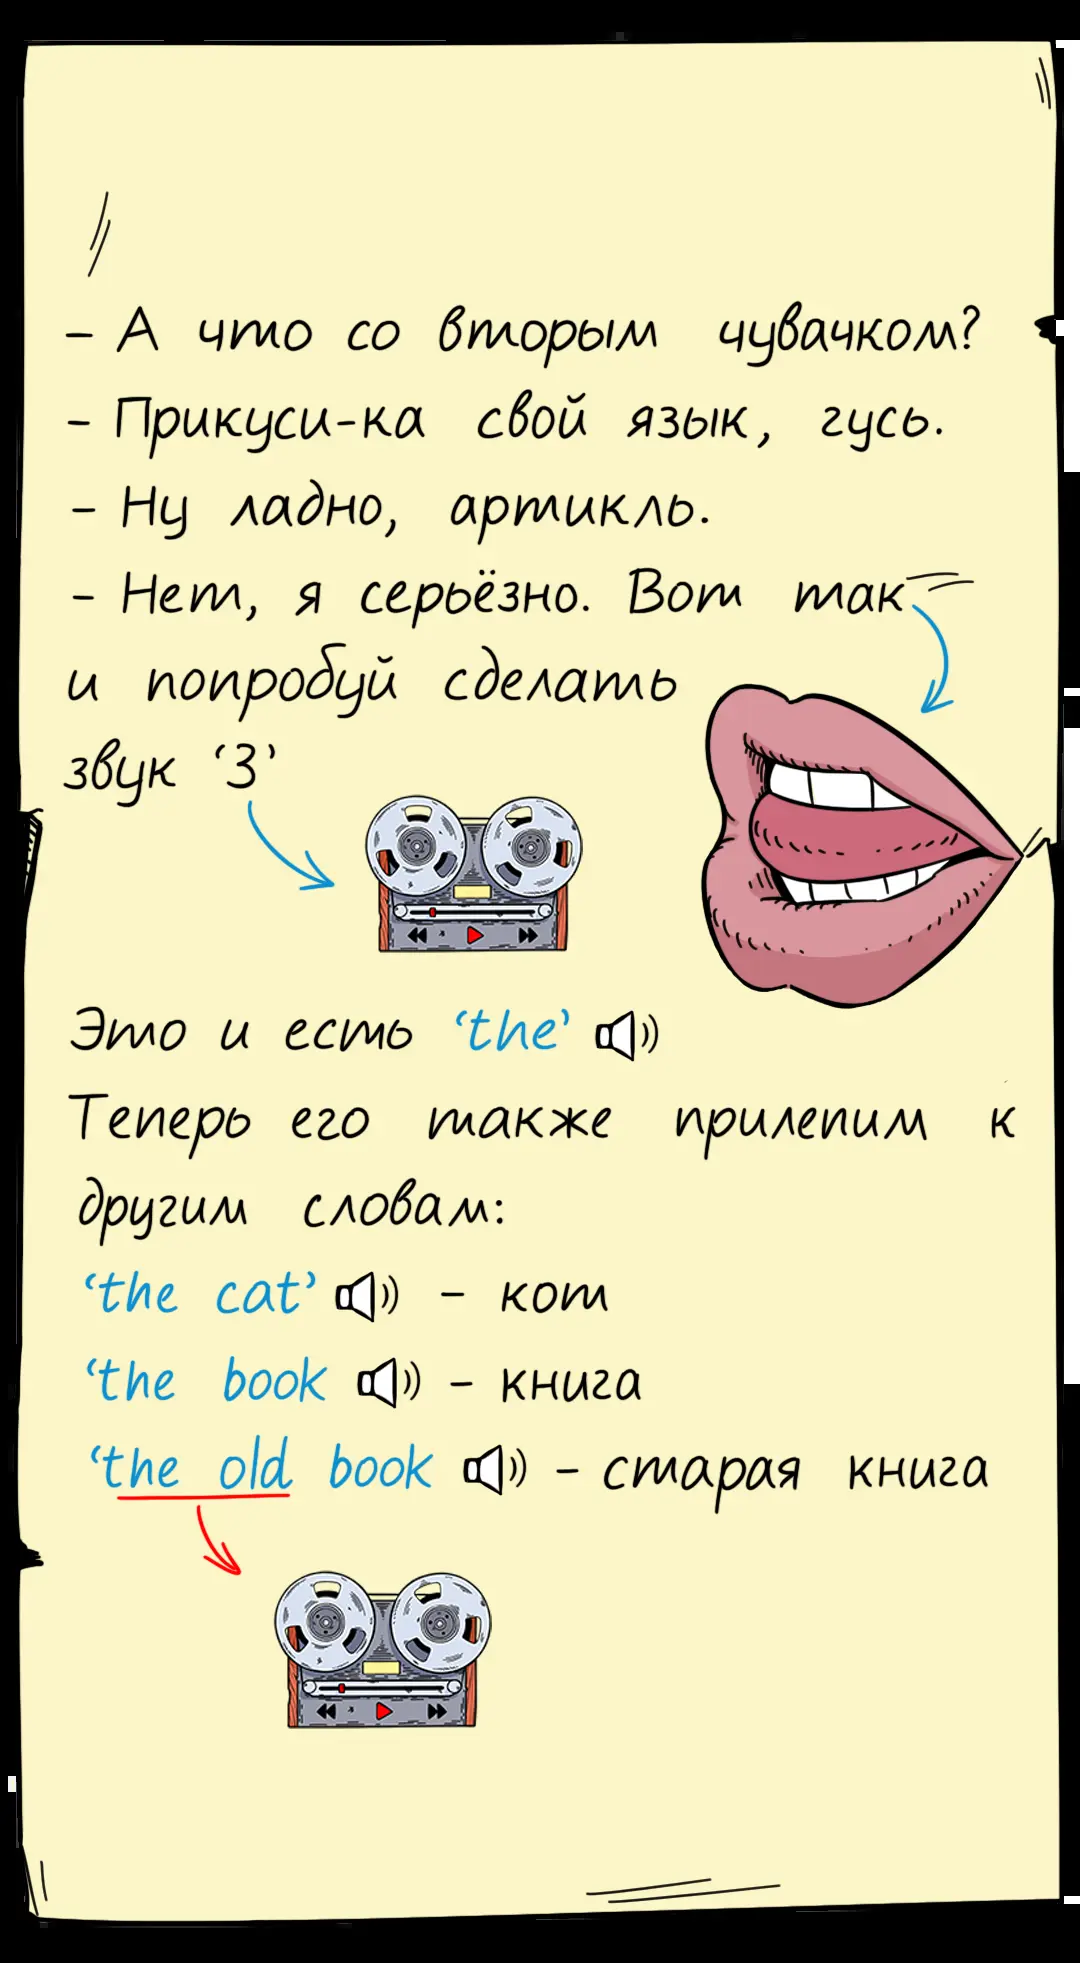 – А что со вторым чувачком?
– Прикуси-ка свой язык, гусь.
– Ну ладно, артикль.
– Нет, я серьёзно. Вот так
и попробуй сделать
звук ‘З’
Это и есть ‘the’
Теперь его также прилепим к
другим словам:
‘the cat’ – кот
‘the book – книга
‘the old book – старая книга